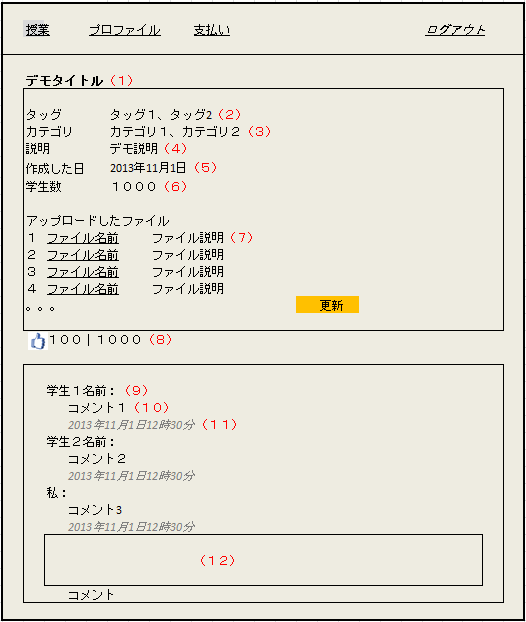 授業 プロファイル 支払い ログアウト
デモタイトル（１）
タッグ タッグ１、タッグ2（２）
カテゴリ カテゴリ１、カテゴリ２（３）
説明 デモ説明（４）
作成した日 2013年11月1日（５）
学生数 １０００（６）
アップロードしたファイル
１ ファイル名前 ファイル説明（７）
２ ファイル名前 ファイル説明
３ ファイル名前 ファイル説明
４ ファイル名前 ファイル説明
。。。 更新
１００｜１０００（８）
学生１名前：（９）
コメント１（１０）
2013年11月1日12時30分（１１）
学生２名前：
コメント２
2013年11月1日12時30分
私：
コメント3
2013年11月1日12時30分
（１２）
コメント